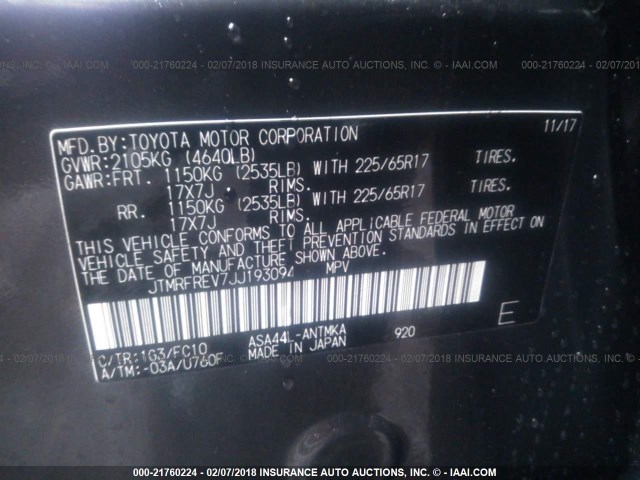 000-21760224 - 02/07/2018 INSURANCE AUTO AUCTIONS, INC. © - IAAI.COM
MFD.BY:TOYOTA MOTOR CORPORATION 11/17
GVWR:2105KG (4640LB)
GAWR:FRT. 1150KG (2535LB) WITH 225/65R17 TIRES.
17X7J RIMS.
RR. 1150KG (2535LB) WITH 225/65R17 TIRES.
17X7J RIMS.
THIS VEHICLE CONFORMS TO ALL APPLICABLE FEDERAL MOTOR
VEHICLE SAFETY AND THEFT PREVENTION STANDARDS IN EFFECT ON
THE DATE OF MANUFACTURE SHOWN ABOVE.
JTMRFREV7JJ193094 MPV
E
C/TR:1G3/FC10 ASA44L-ANTMKA 920
A/TM:-03A/U760F MADE IN JAPAN
000-21760224 - 02/07/2018 INSURANCE AUTO AUCTIONS, INC. © - IAAI.COM